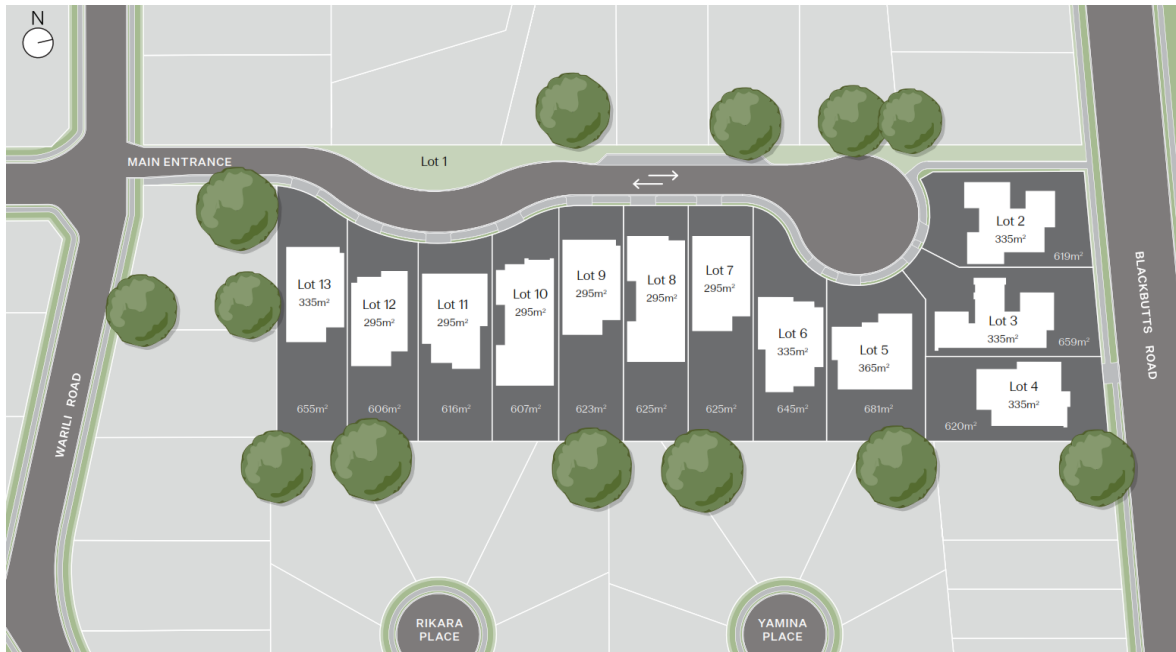 N
MAIN ENTRANCE
Lot 1
Lot 2
335m²
619m²
Lot 3
335m²
659m²
Lot 4
335m²
620m²
Lot 5
365m²
681m²
Lot 6
335m²
645m²
Lot 7
295m²
625m²
Lot 8
295m²
625m²
Lot 9
295m²
623m²
Lot 10
295m²
607m²
Lot 11
295m²
616m²
Lot 12
295m²
606m²
Lot 13
335m²
655m²
WARILI ROAD
BLACKBUTTS ROAD
RIKARA
PLACE
YAMINA
PLACE